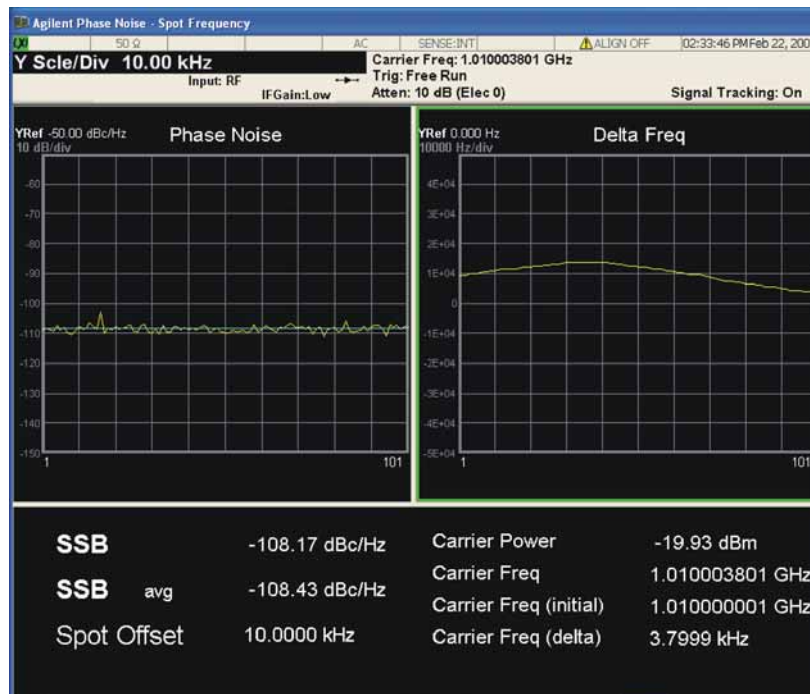 Agilent Phase Noise - Spot Frequency
50 Ω AC SENSE:INT ALIGN OFF 02:33:46 PM Feb 22, 200
Y Scle/Div 10.00 kHz
Input: RF
IFGain:Low
Carrier Freq: 1.010003801 GHz
Trig: Free Run
Atten: 10 dB (Elec 0)
Signal Tracking: On
YRef -50.00 dBc/Hz
10 dB/div
Phase Noise
-60
-70
-80
-90
-100
-110
-120
-130
-140
-150
1 101
YRef 0.000 Hz
10000 Hz/div
Delta Freq
4E+04
3E+04
2E+04
1E+04
0
-1E+04
-2E+04
-3E+04
-4E+04
-5E+04
1 101
SSB -108.17 dBc/Hz
SSB avg -108.43 dBc/Hz
Spot Offset 10.0000 kHz
Carrier Power -19.93 dBm
Carrier Freq 1.010003801 GHz
Carrier Freq (initial) 1.010000001 GHz
Carrier Freq (delta) 3.7999 kHz